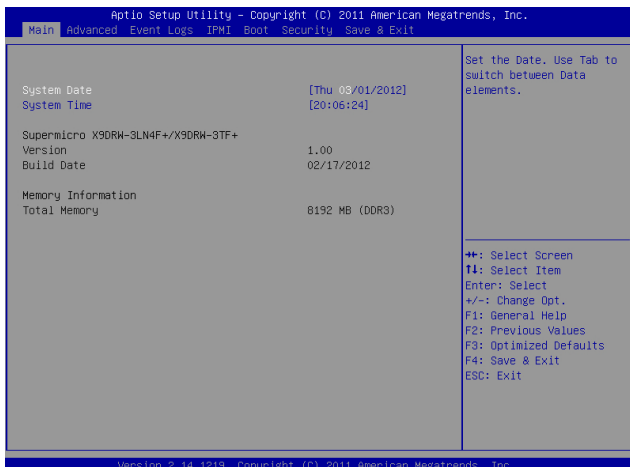 Aptio Setup Utility – Copyright (C) 2011 American Megatrends, Inc.
Main Advanced Event Logs IPMI Boot Security Save & Exit
Set the Date. Use Tab to
switch between Data
elements.
System Date [Thu 03/01/2012]
System Time [20:06:24]
Supermicro X9DRW-3LN4F+/X9DRW-3TF+
Version 1.00
Build Date 02/17/2012
Memory Information
Total Memory 8192 MB (DDR3)
→←: Select Screen
↑↓: Select Item
Enter: Select
+/-: Change Opt.
F1: General Help
F2: Previous Values
F3: Optimized Defaults
F4: Save & Exit
ESC: Exit
Version 2.14.1219. Copyright (C) 2011 American Megatrends, Inc.